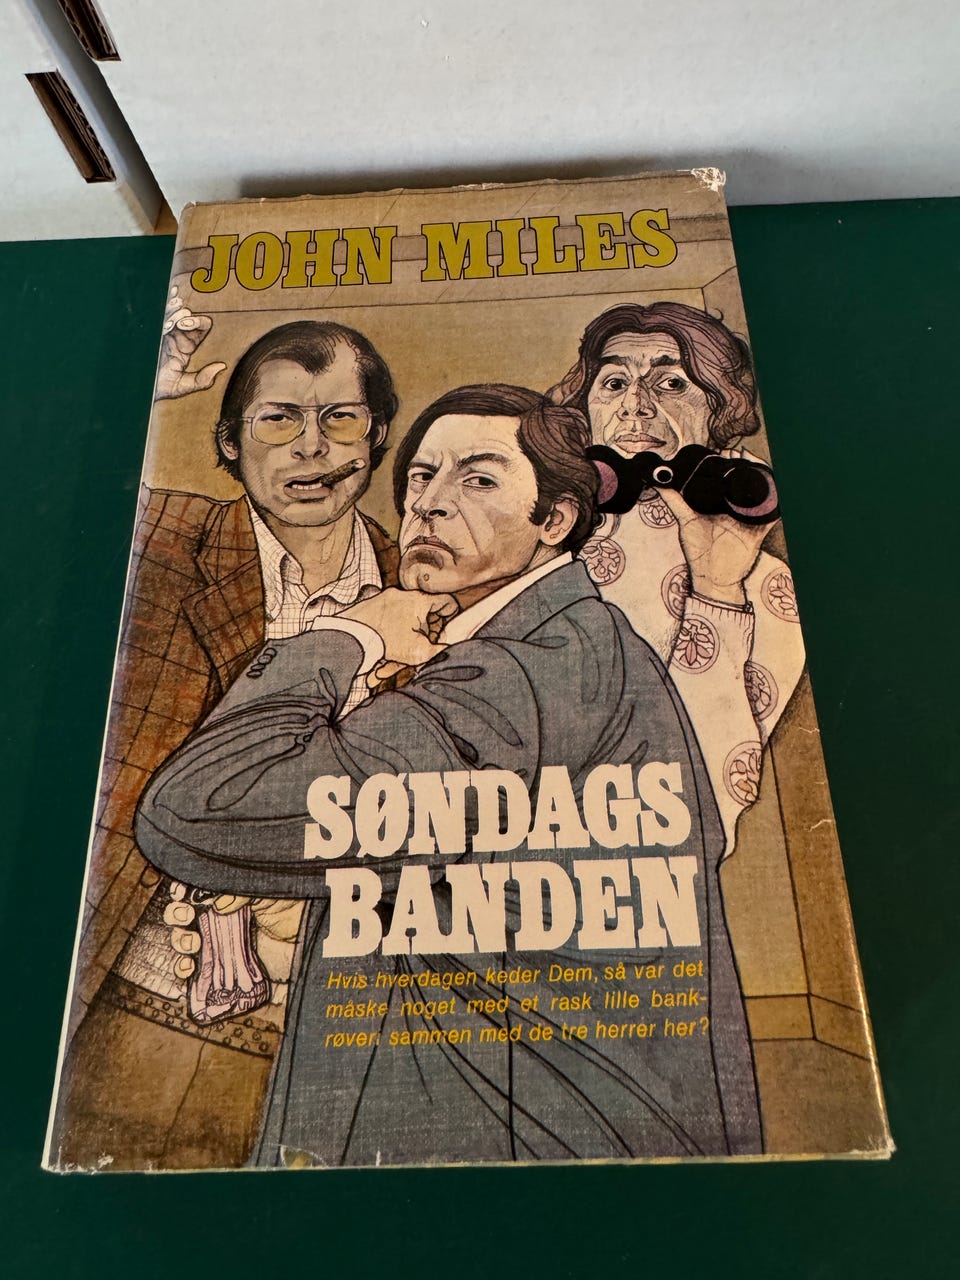 JOHN MILES
SØNDAGS
BANDEN
Hvis hverdagen keder Dem, så var det
måske noget med et rask lille bank-
røveri sammen med de tre herrer her?